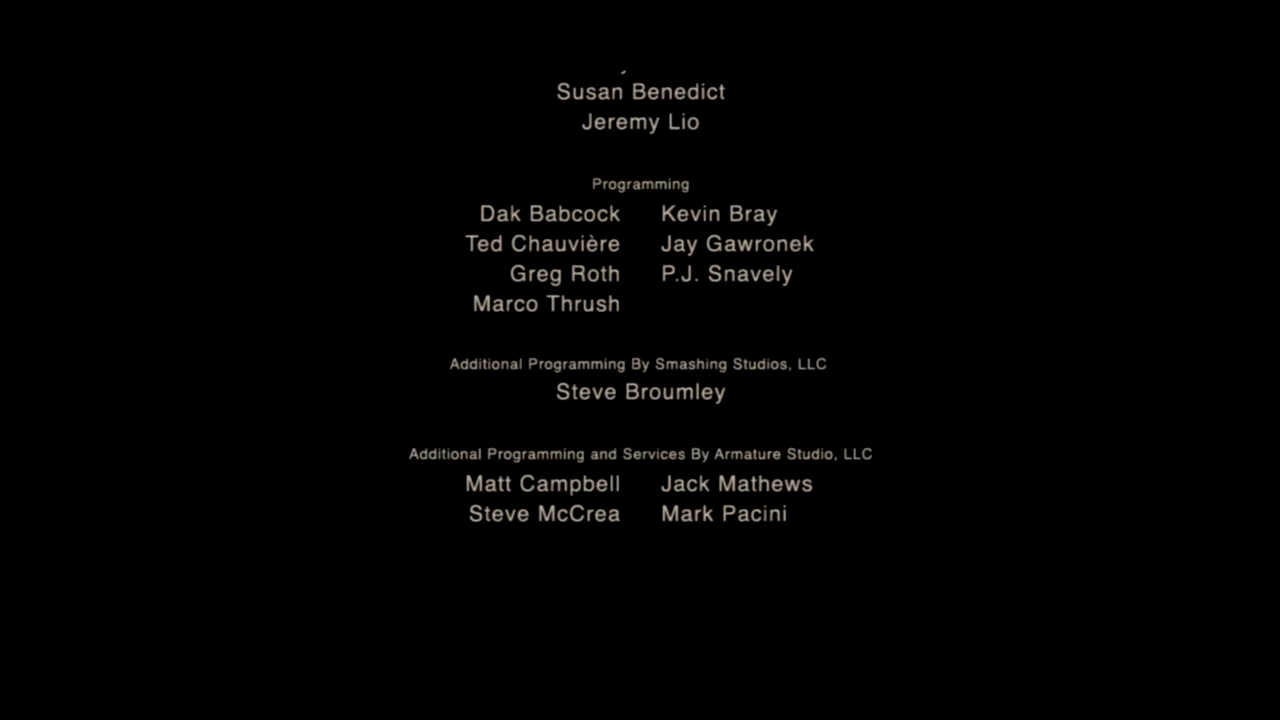 Susan Benedict
Jeremy Lio
Programming
Dak Babcock Kevin Bray
Ted Chauvière Jay Gawronek
Greg Roth P.J. Snavely
Marco Thrush
Additional Programming By Smashing Studios, LLC
Steve Broumley
Additional Programming and Services By Armature Studio, LLC
Matt Campbell Jack Mathews
Steve McCrea Mark Pacini